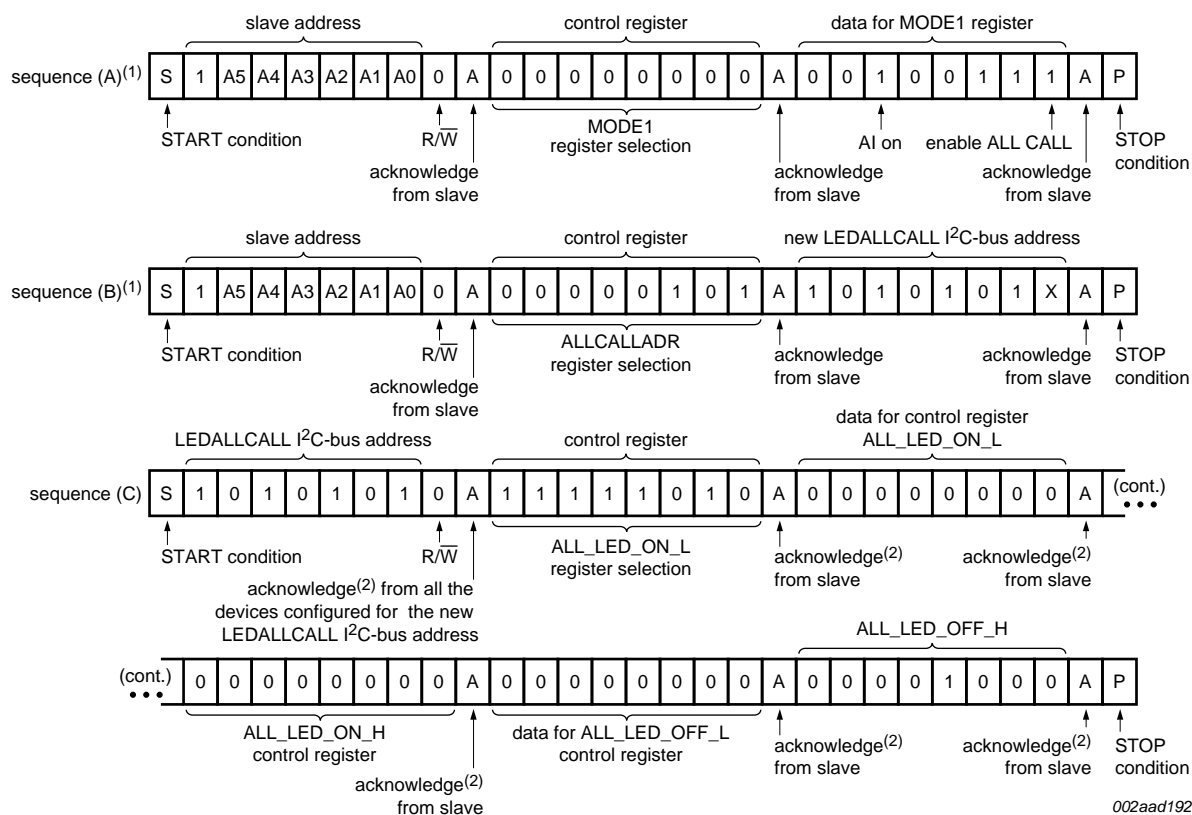 slave address control register data for MODE1 register
sequence (A)(1) S 1 A5 A4 A3 A2 A1 A0 0 A 0 0 0 0 0 0 0 0 A 0 0 1 0 0 1 1 1 A P
START condition R/W̅ MODE1 AI on enable ALL CALL STOP
register selection condition
acknowledge acknowledge acknowledge
from slave from slave from slave
slave address control register new LEDALLCALL I²C-bus address
sequence (B)(1) S 1 A5 A4 A3 A2 A1 A0 0 A 0 0 0 0 0 1 0 1 A 1 0 1 0 1 0 1 X A P
START condition R/W̅ ALLCALLADR acknowledge acknowledge STOP
register selection from slave from slave condition
acknowledge
from slave
data for control register
LEDALLCALL I²C-bus address control register ALL_LED_ON_L
sequence (C) S 1 0 1 0 1 0 1 0 A 1 1 1 1 1 0 1 0 A 0 0 0 0 0 0 0 0 A (cont.)
START condition R/W̅ ALL_LED_ON_L acknowledge(2) acknowledge(2)
register selection from slave from slave
acknowledge(2) from all the
devices configured for the new
LEDALLCALL I²C-bus address
ALL_LED_OFF_H
(cont.) 0 0 0 0 0 0 0 0 A 0 0 0 0 0 0 0 0 A 0 0 0 0 1 0 0 0 A P
ALL_LED_ON_H data for ALL_LED_OFF_L acknowledge(2) acknowledge(2) STOP
control register control register from slave from slave condition
acknowledge(2)
from slave
002aad192